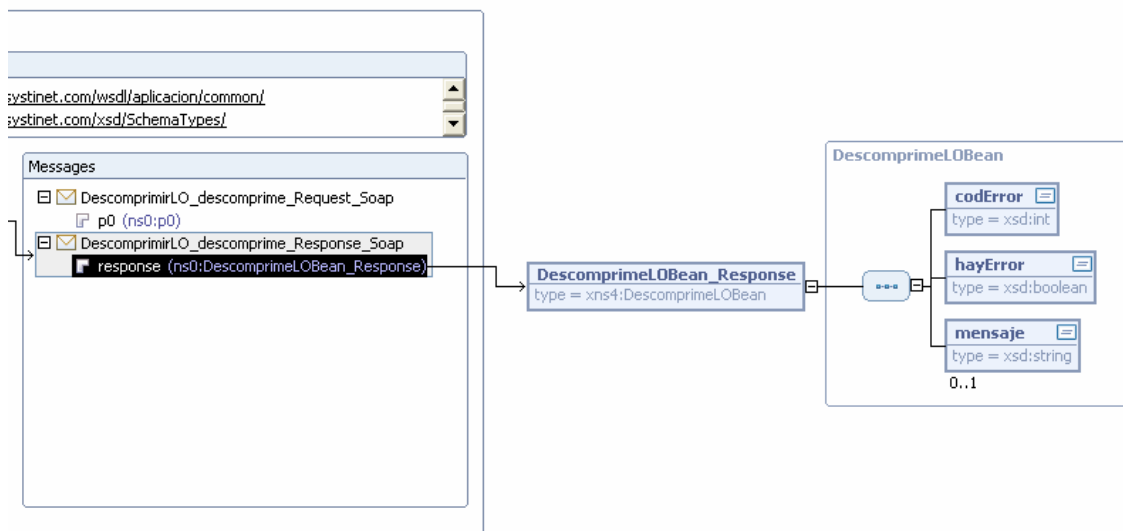 systinet.com/wsdl/aplicacion/common/
systinet.com/xsd/SchemaTypes/
Messages
DescomprimirLO_descomprime_Request_Soap
p0 (ns0:p0)
DescomprimirLO_descomprime_Response_Soap
response (ns0:DescomprimeLOBean_Response)
DescomprimeLOBean_Response
type = xns4:DescomprimeLOBean
DescomprimeLOBean
codError
type = xsd:int
hayError
type = xsd:boolean
mensaje
type = xsd:string
0..1